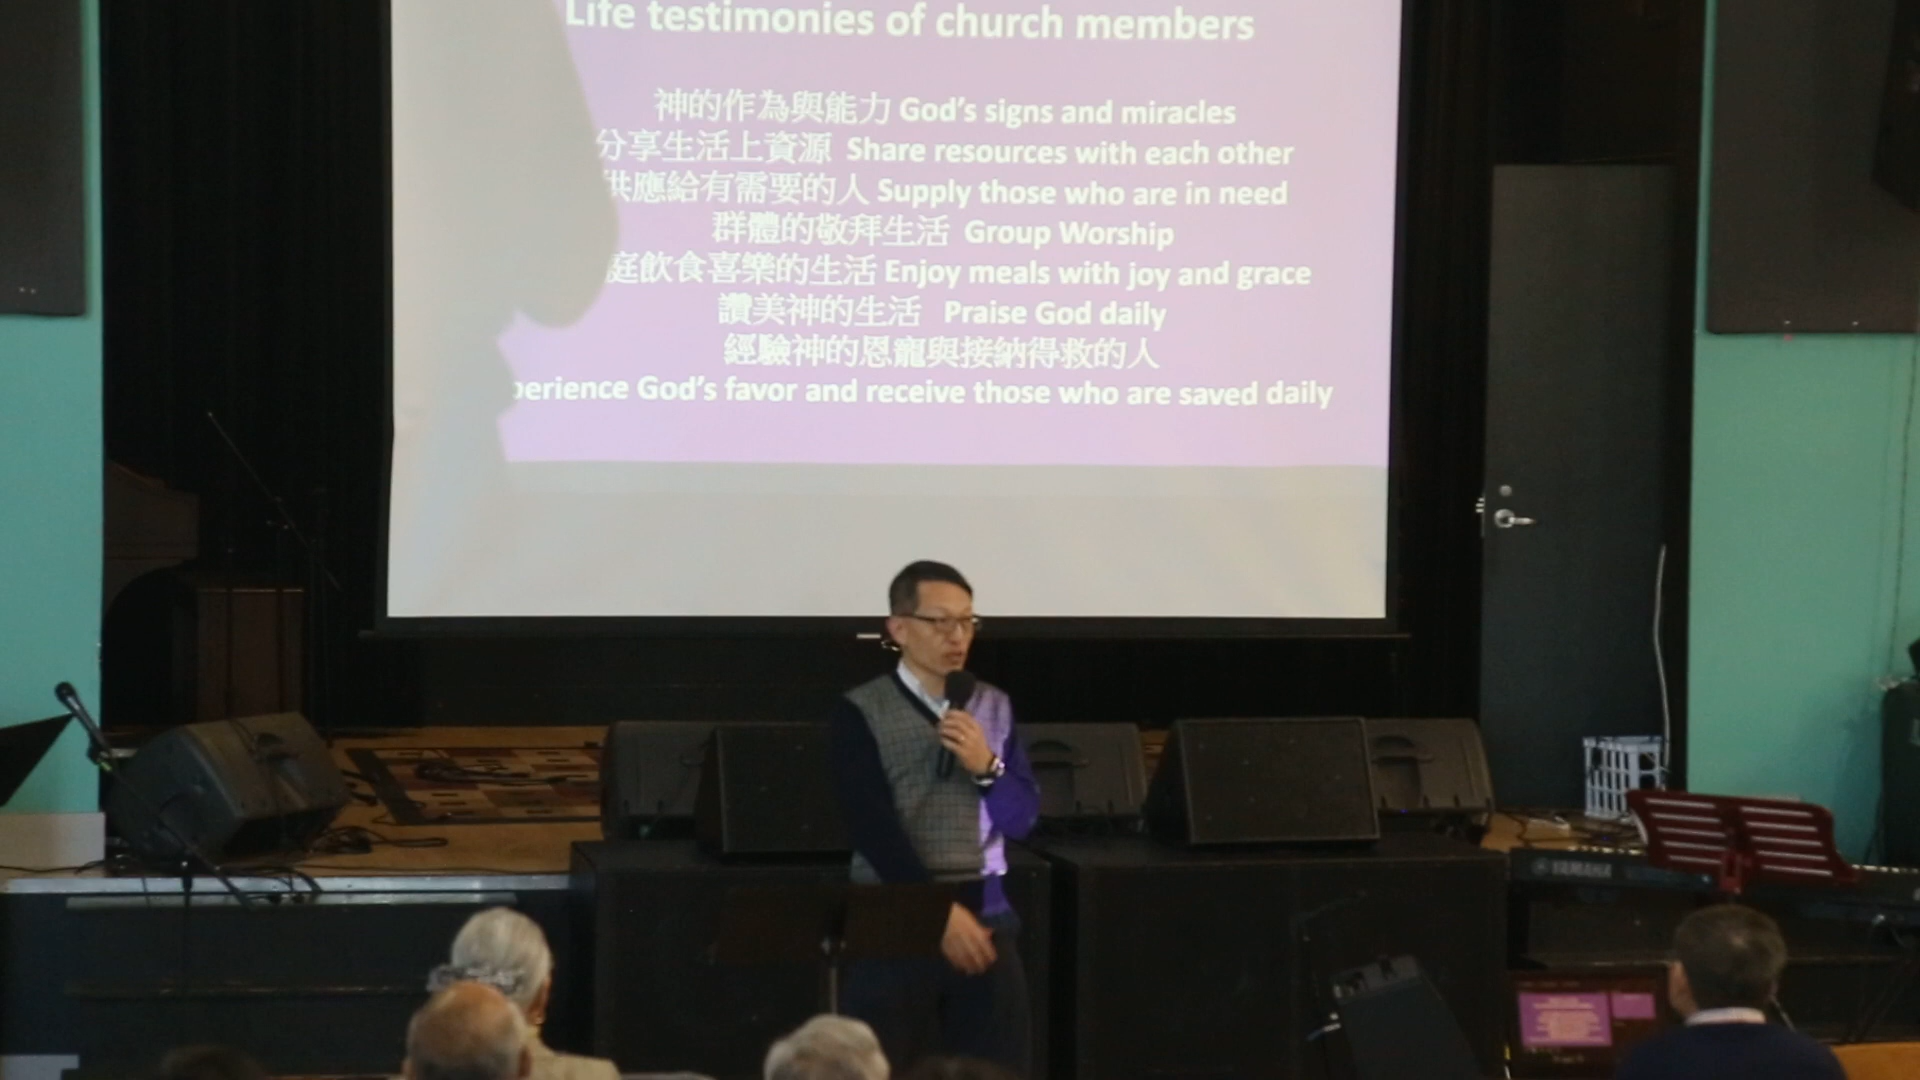 Life testimonies of church members
神的作為與能力 God's signs and miracles
分享生活上資源 Share resources with each other
供應給有需要的人 Supply those who are in need
群體的敬拜生活 Group Worship
庭飲食喜樂的生活 Enjoy meals with joy and grace
讚美神的生活 Praise God daily
經驗神的恩寵與接納得救的人
perience God's favor and receive those who are saved daily
YAMAHA